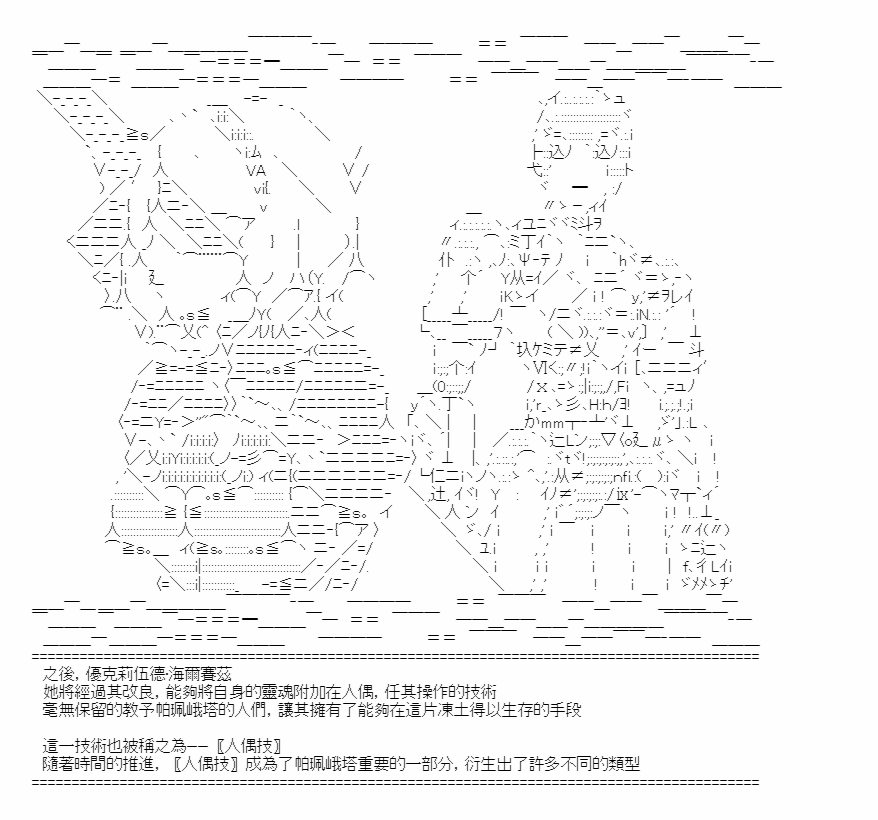 之後，優克莉伍德·海爾賽茲
她將經過其改良，能夠將自身的靈魂附加在人偶，任其操作的技術
毫無保留的教予帕珮峨塔的人們，讓其擁有了能夠在這片凍土得以生存的手段
這一技術也被稱之為——〖人偶技〗
隨著時間的推進，〖人偶技〗成為了帕珮峨塔重要的一部分，衍生出了許多不同的類型